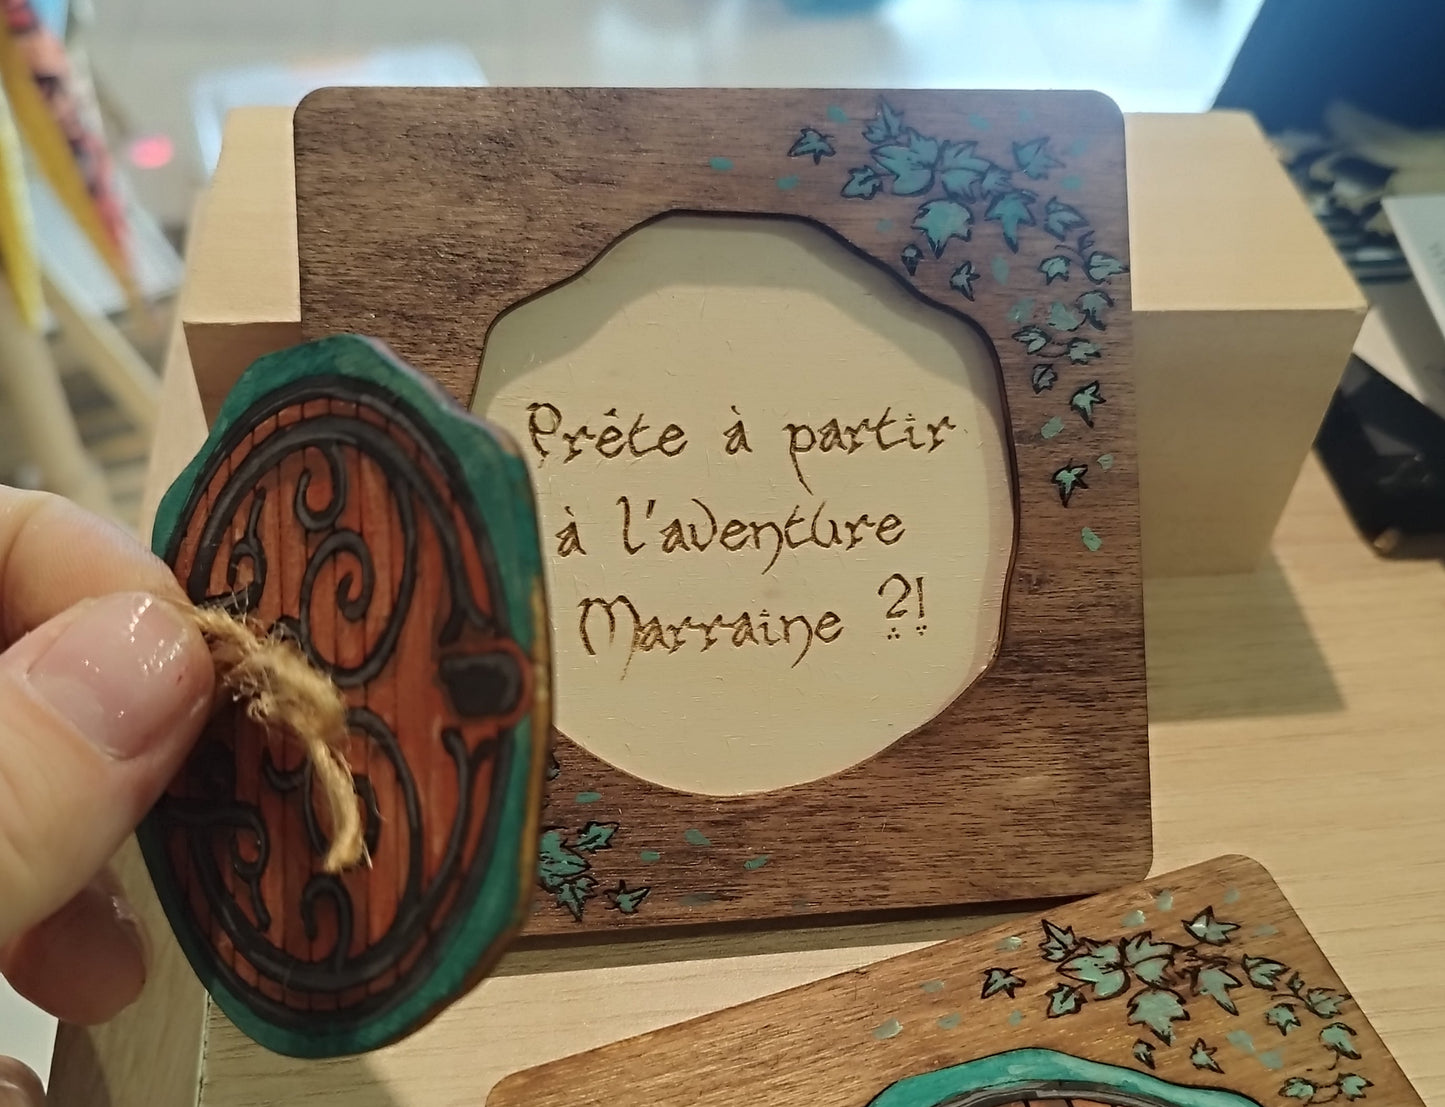 Prête à partir
à l'aventure
Marraine ?!